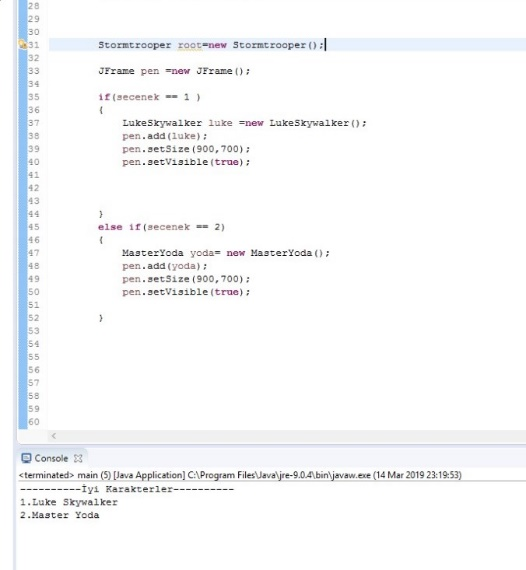 28
29
30
31 Stormtrooper root=new Stormtrooper();
32
33 JFrame pen =new JFrame();
34
35 if(secenek == 1 )
36 {
37 LukeSkywalker luke =new LukeSkywalker();
38 pen.add(luke);
39 pen.setSize(900,700);
40 pen.setVisible(true);
41
42
43
44 }
45 else if(secenek == 2)
46 {
47 MasterYoda yoda= new MasterYoda();
48 pen.add(yoda);
49 pen.setSize(900,700);
50 pen.setVisible(true);
51
52 }
53
54
55
56
57
58
59
60
Console
<terminated> main (5) [Java Application] C:\Program Files\Java\jre-9.0.4\bin\javaw.exe (14 Mar 2019 23:19:53)
----------İyi Karakterler----------
1.Luke Skywalker
2.Master Yoda